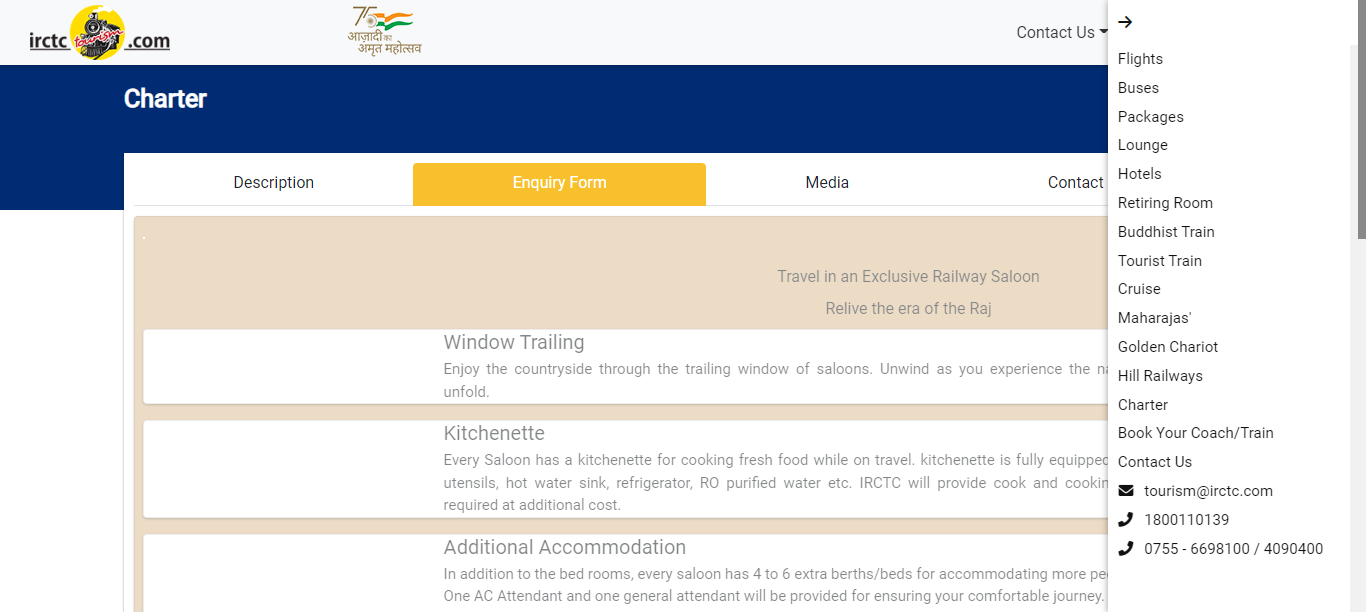 irctc tourism .com
75
आज़ादी का
अमृत महोत्सव
Contact Us
Charter
Description
Enquiry Form
Media
Contact
.
Travel in an Exclusive Railway Saloon
Relive the era of the Raj
Window Trailing
Enjoy the countryside through the trailing window of saloons. Unwind as you experience the
unfold.
Kitchenette
Every Saloon has a kitchenette for cooking fresh food while on travel. kitchenette is fully equipped
utensils, hot water sink, refrigerator, RO purified water etc. IRCTC will provide cook and
required at additional cost.
Additional Accommodation
In addition to the bed rooms, every saloon has 4 to 6 extra berths/beds for accommodating more
One AC Attendant and one general attendant will be provided for ensuring your comfortable journey.
Flights
Buses
Packages
Lounge
Hotels
Retiring Room
Buddhist Train
Tourist Train
Cruise
Maharajas'
Golden Chariot
Hill Railways
Charter
Book Your Coach/Train
Contact Us
tourism@irctc.com
1800110139
0755 - 6698100 / 4090400